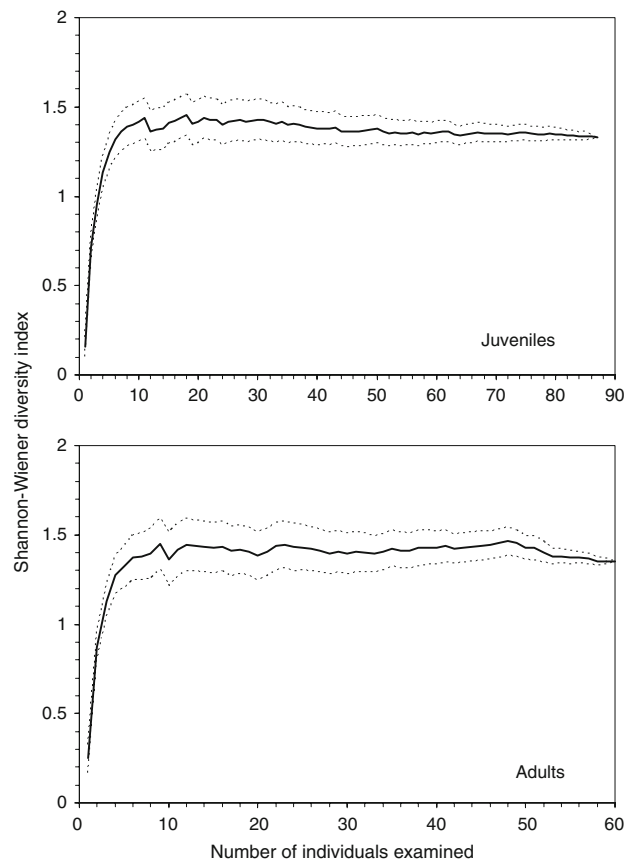 2
1.5
1
0.5
0
Juveniles
0 10 20 30 40 50 60 70 80 90
Shannon-Wiener diversity index
2
1.5
1
0.5
0
Adults
0 10 20 30 40 50 60
Number of individuals examined